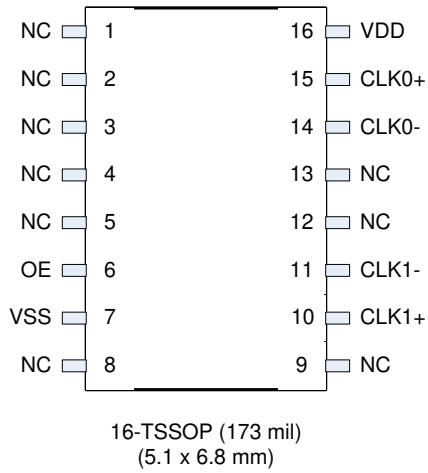 NC 1 16 VDD
NC 2 15 CLK0+
NC 3 14 CLK0-
NC 4 13 NC
NC 5 12 NC
OE 6 11 CLK1-
VSS 7 10 CLK1+
NC 8 9 NC
16-TSSOP (173 mil)
(5.1 x 6.8 mm)